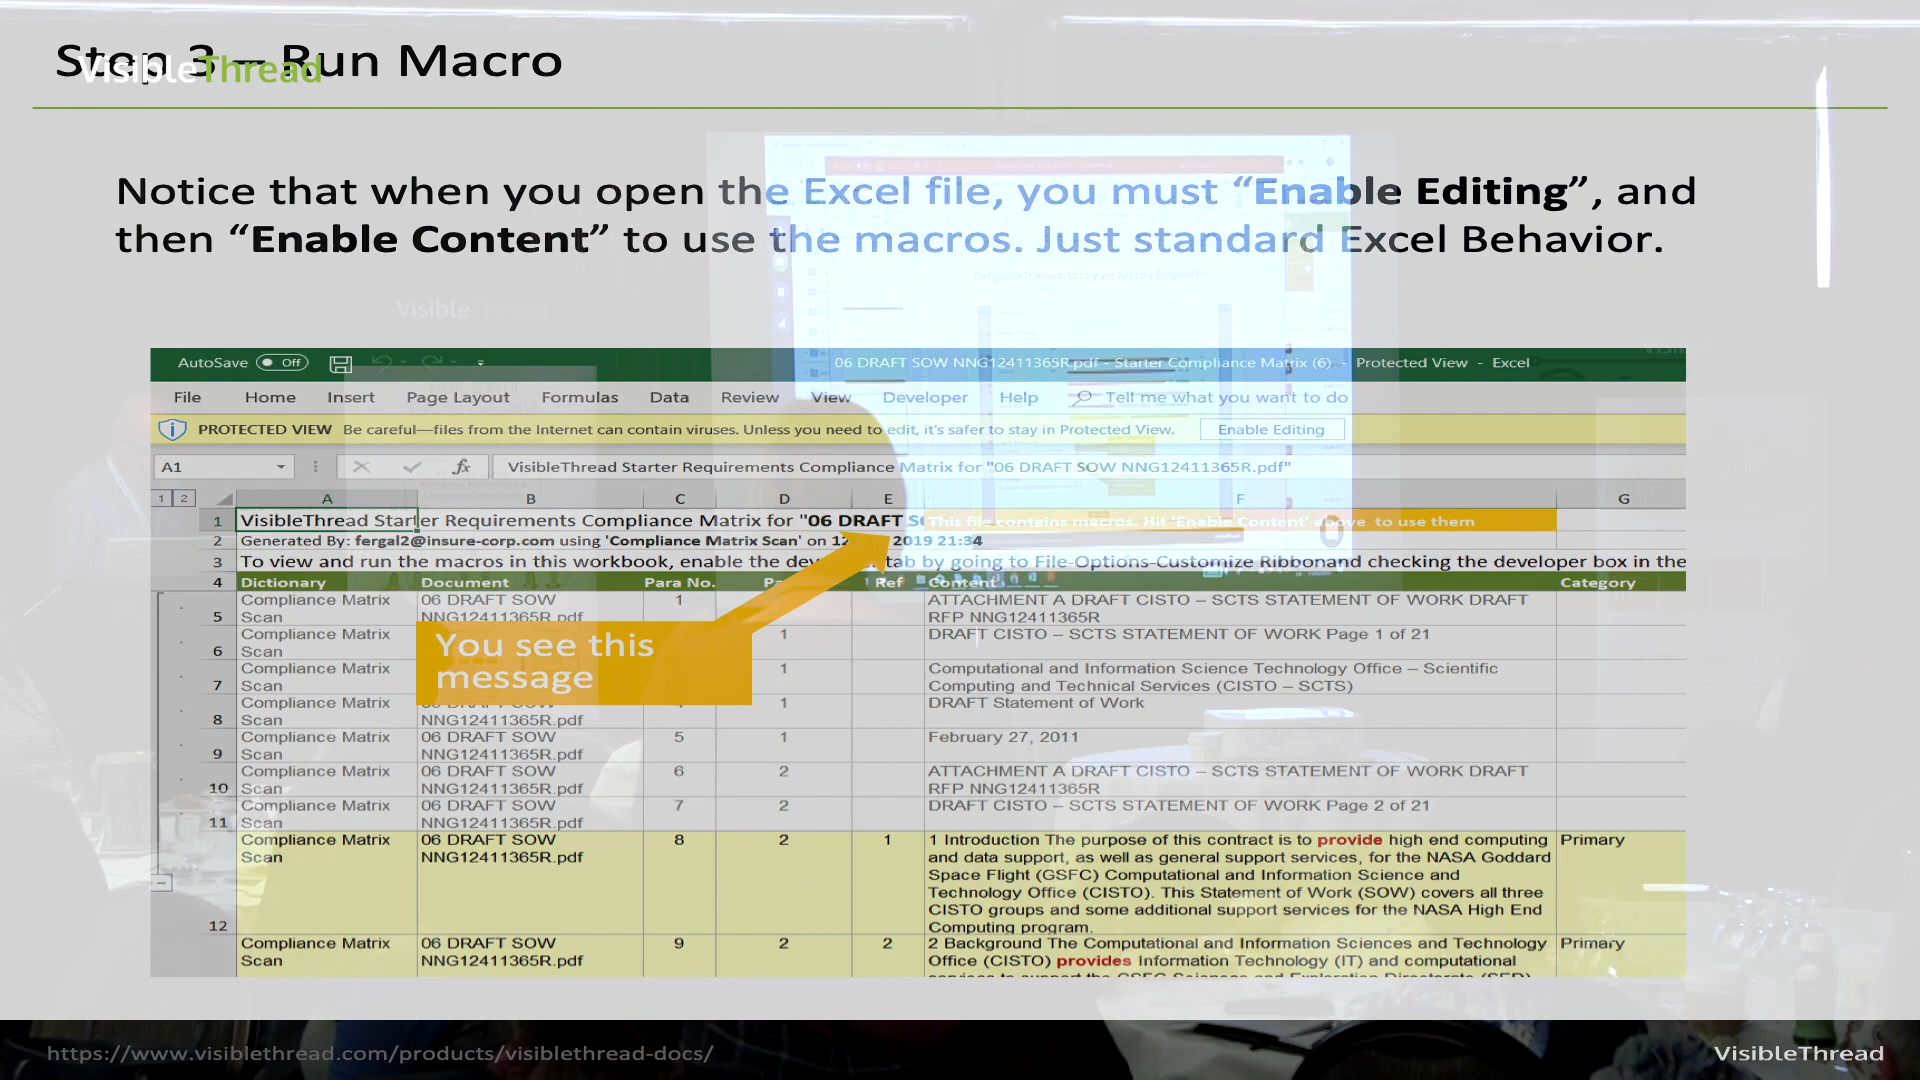 Step 3 – Run Macro
VisibleThread
Notice that when you open the Excel file, you must “Enable Editing”, and
then “Enable Content” to use the macros. Just standard Excel Behavior.
VisibleThread
AutoSave Off 06 DRAFT SOW NNG12411365R.pdf - Starter Compliance Matrix (6) - Protected View - Excel
File Home Insert Page Layout Formulas Data Review View Developer Help Tell me what you want to do
PROTECTED VIEW Be careful—files from the Internet can contain viruses. Unless you need to edit, it's safer to stay in Protected View. Enable Editing
A1 fx VisibleThread Starter Requirements Compliance Matrix for "06 DRAFT SOW NNG12411365R.pdf"
1 2 A B C D E F G
1 VisibleThread Starter Requirements Compliance Matrix for "06 DRAFT This file contains macros. Hit 'Enable Content' above to use them
2 Generated By: fergal2@insure-corp.com using 'Compliance Matrix Scan' on 2019 21:34
3 To view and run the macros in this workbook, enable the tab by going to File-Options-Customize Ribbonand checking the developer box in the
4 Dictionary Document Para No. Ref Content Category
Compliance Matrix 06 DRAFT SOW 1 ATTACHMENT A DRAFT CISTO – SCTS STATEMENT OF WORK DRAFT
5 Scan NNG12411365R.pdf RFP NNG12411365R
Compliance Matrix 1 DRAFT CISTO – SCTS STATEMENT OF WORK Page 1 of 21
6 Scan
You see this
message
Compliance Matrix 1 Computational and Information Science Technology Office – Scientific
7 Scan Computing and Technical Services (CISTO – SCTS)
Compliance Matrix 1 DRAFT Statement of Work
8 Scan NNG12411365R.pdf
Compliance Matrix 06 DRAFT SOW 5 1 February 27, 2011
9 Scan NNG12411365R.pdf
Compliance Matrix 06 DRAFT SOW 6 2 ATTACHMENT A DRAFT CISTO – SCTS STATEMENT OF WORK DRAFT
10 Scan NNG12411365R.pdf RFP NNG12411365R
Compliance Matrix 06 DRAFT SOW 7 2 DRAFT CISTO – SCTS STATEMENT OF WORK Page 2 of 21
11 Scan NNG12411365R.pdf
Compliance Matrix 06 DRAFT SOW 8 2 1 1 Introduction The purpose of this contract is to provide high end computing Primary
Scan NNG12411365R.pdf and data support, as well as general support services, for the NASA Goddard
Space Flight (GSFC) Computational and Information Science and
Technology Office (CISTO). This Statement of Work (SOW) covers all three
CISTO groups and some additional support services for the NASA High End
12 Computing program.
Compliance Matrix 06 DRAFT SOW 9 2 2 2 Background The Computational and Information Sciences and Technology Primary
Scan NNG12411365R.pdf Office (CISTO) provides Information Technology (IT) and computational
https://www.visiblethread.com/products/visiblethread-docs/
VisibleThread